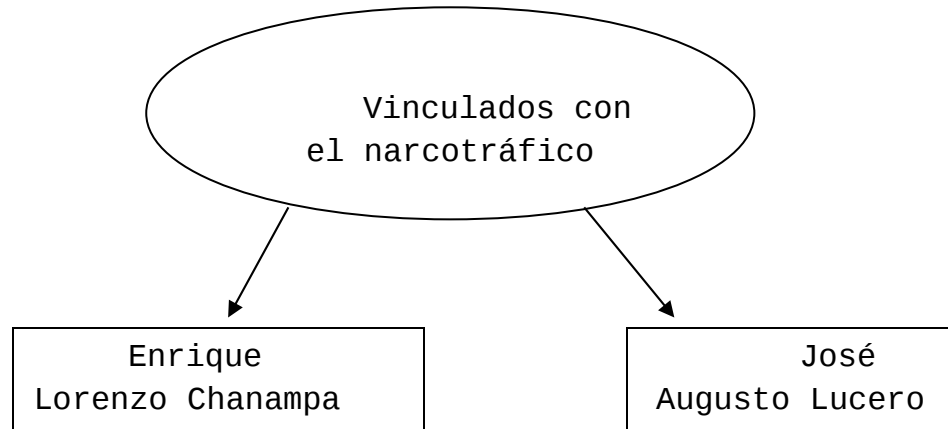 Vinculados con
el narcotráfico
Enrique
Lorenzo Chanampa
José
Augusto Lucero